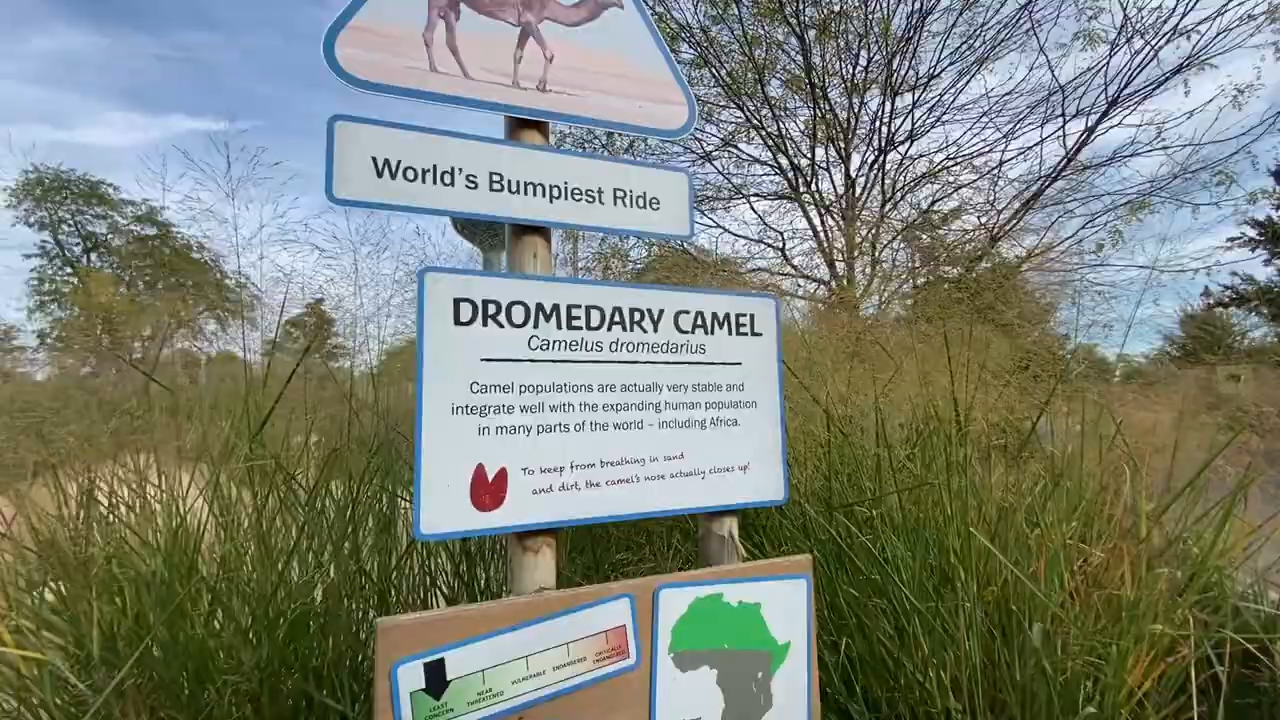 World's Bumpiest Ride
DROMEDARY CAMEL
Camelus dromedarius
Camel populations are actually very stable and
integrate well with the expanding human population
in many parts of the world – including Africa.
To keep from breathing in sand
and dirt, the camel's nose actually closes up!
LEAST
CONCERN
NEAR
THREATENED
VULNERABLE
ENDANGERED
CRITICALLY
ENDANGERED